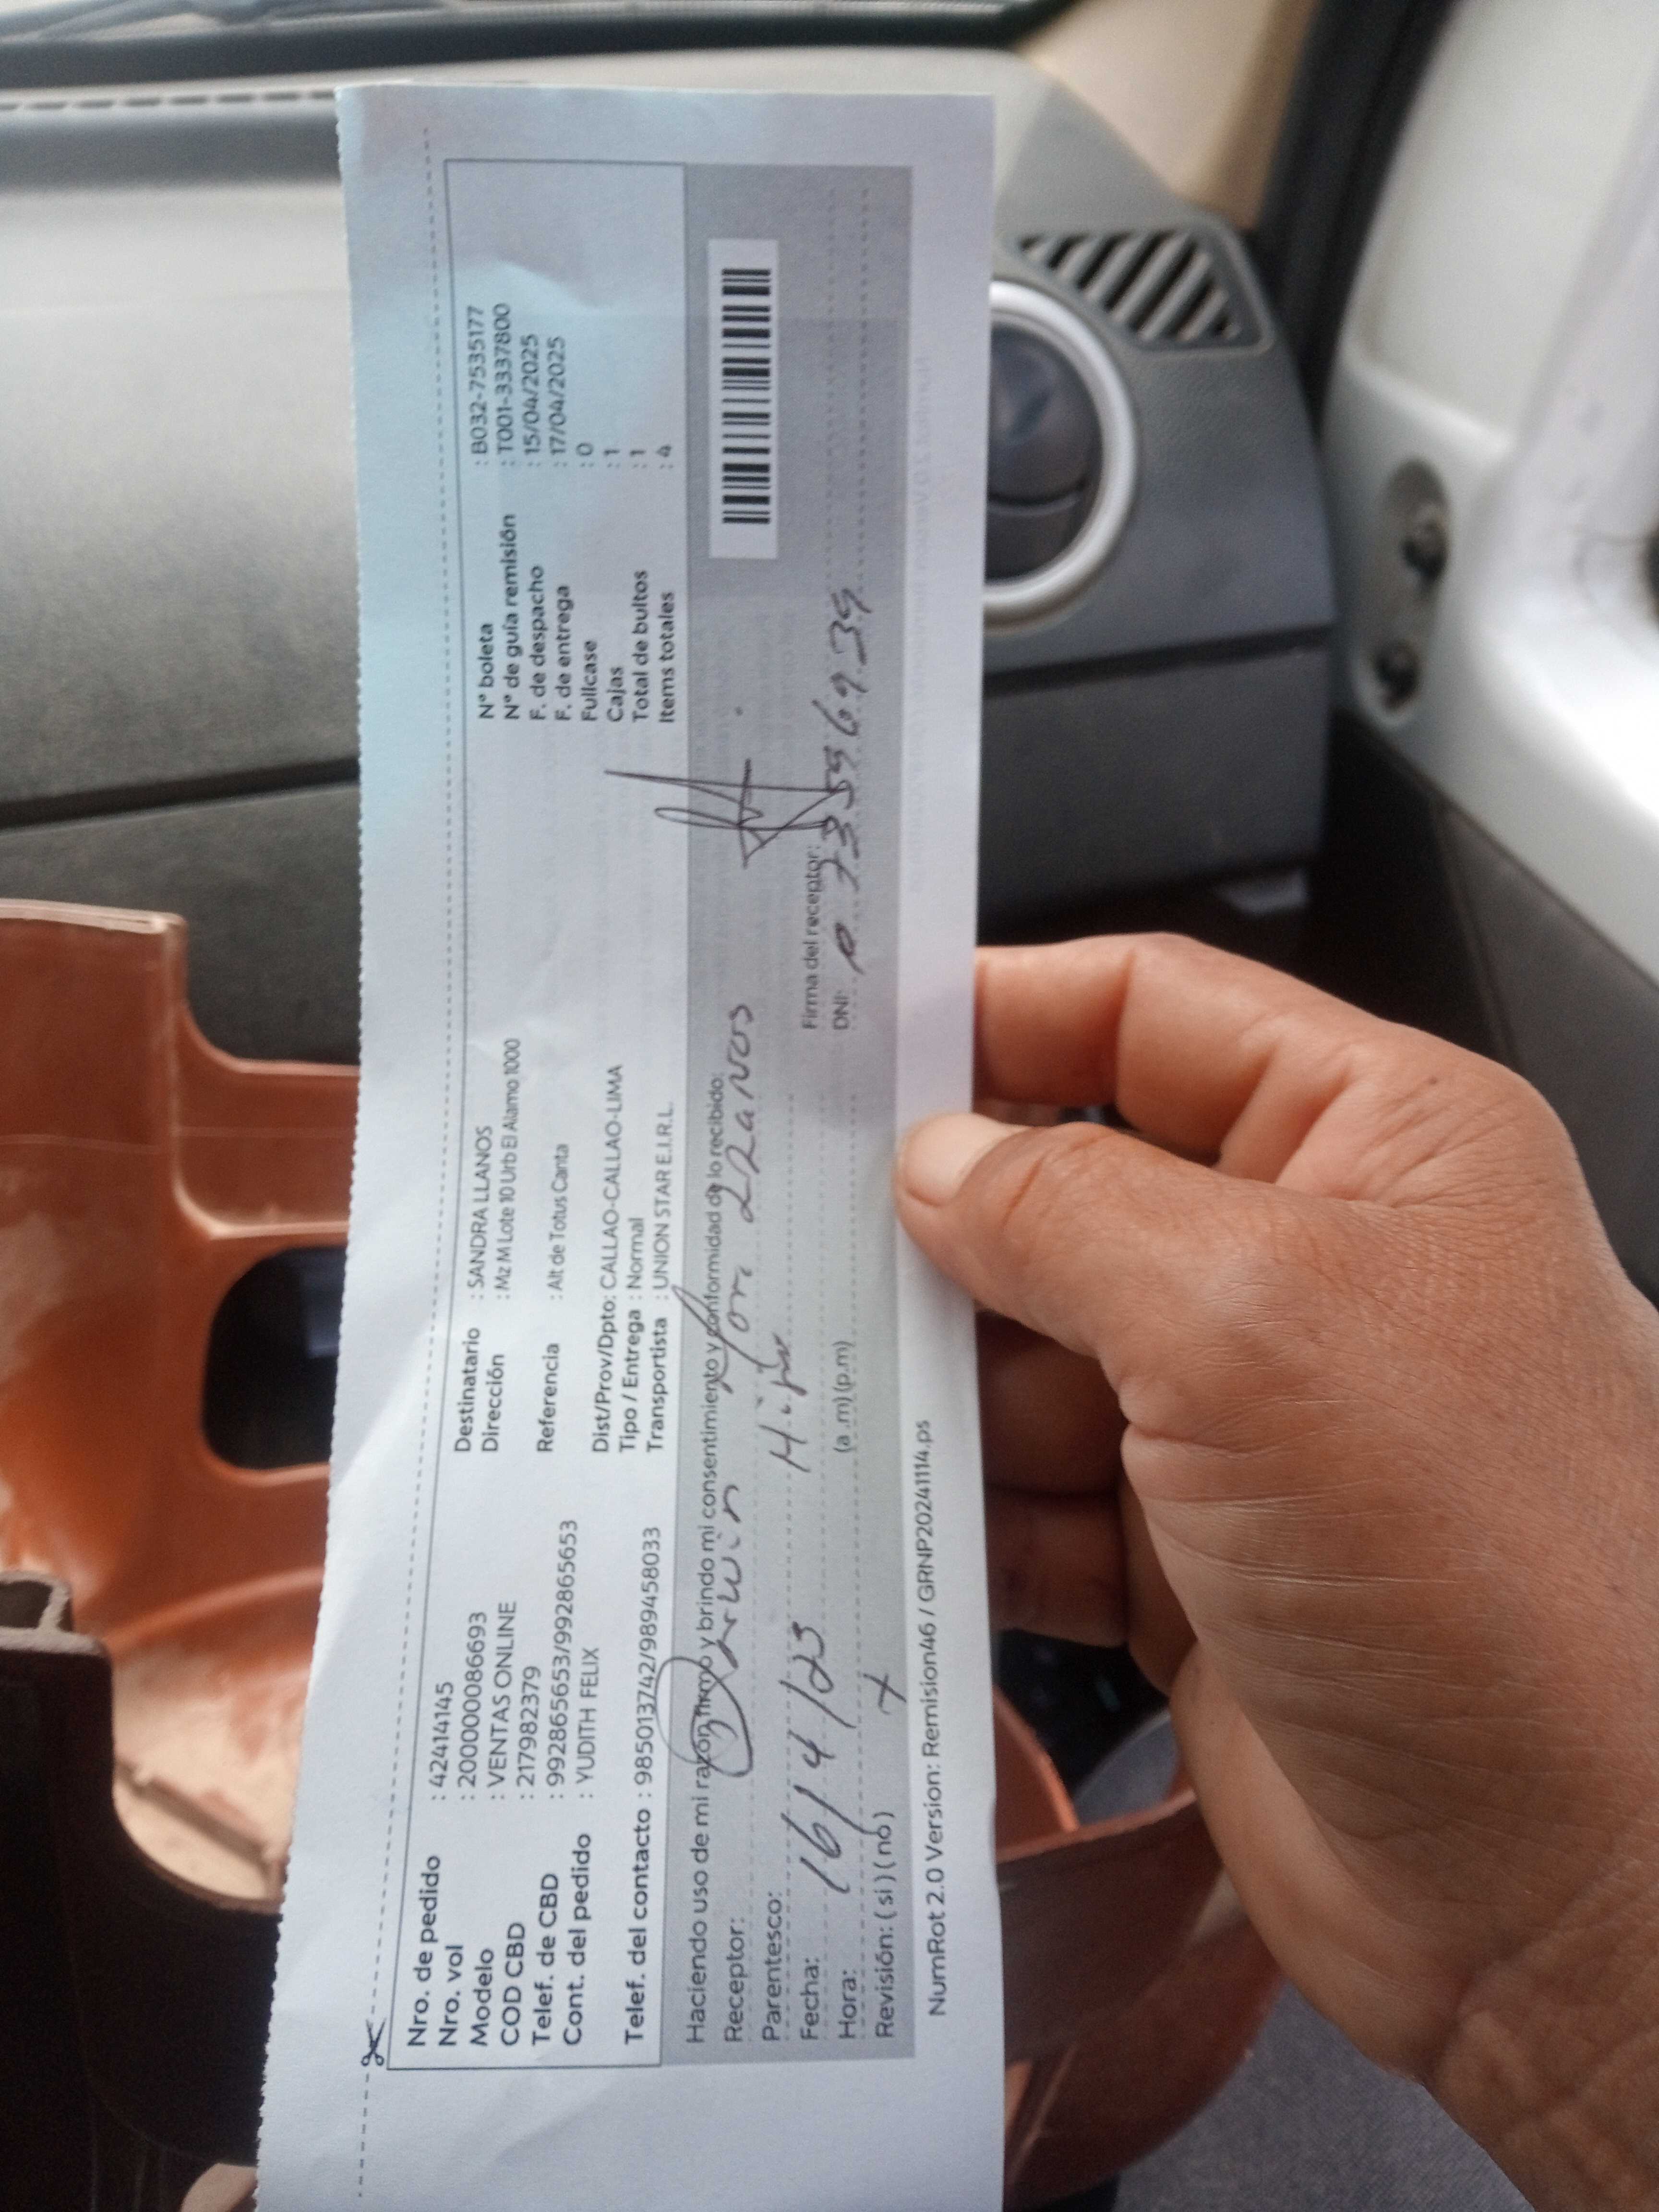 Nro. de pedido : 42414145
Nro. vol : 20000086693
Modelo : VENTAS ONLINE
COD CBD : 217982379
Telef. de CBD : 992865653/992865653
Cont. del pedido : YUDITH FELIX
Telef. del contacto : 985013742/989458033
Destinatario : SANDRA LLANOS
Dirección : Mz M Lote 10 Urb El Alamo 1000
Referencia : Alt de Totus Canta
Dist/Prov/Dpto: CALLAO-CALLAO-LIMA
Tipo / Entrega : Normal
Transportista : UNION STAR E.I.R.L.
N° boleta : B032-7535177
N° de guía remisión : T001-3337800
F. de despacho : 15/04/2025
F. de entrega : 17/04/2025
Fullcase : 0
Cajas : 1
Total de bultos : 1
Items totales : 4
Haciendo uso de mi razón firmo y brindo mi consentimiento y conformidad de lo recibido:
Receptor: Darwin LLaNos
Parentesco:
Firma del receptor:
Fecha: 16/4/25
DNI:
Hora: (a .m) (p.m)
Revisión: ( si ) ( no )
NumRot 2.0 Version: Remision46 / GRNP20241114.ps